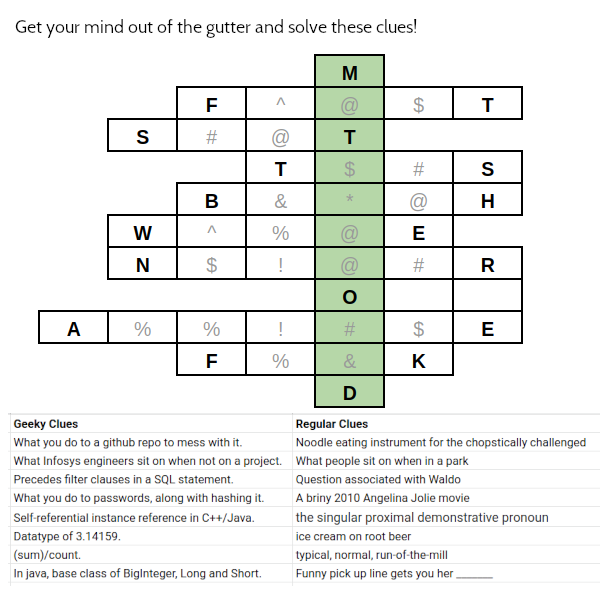 Get your mind out of the gutter and solve these clues!
M
F ^ @ $ T
S # @ T
T $ # S
B & * @ H
W ^ % @ E
N $ ! @ # R
O
A % % ! # $ E
F % & K
D
Geeky Clues Regular Clues
What you do to a github repo to mess with it. Noodle eating instrument for the chopstically challenged
What Infosys engineers sit on when not on a project. What people sit on when in a park
Precedes filter clauses in a SQL statement. Question associated with Waldo
What you do to passwords, along with hashing it. A briny 2010 Angelina Jolie movie
Self-referential instance reference in C++/Java. the singular proximal demonstrative pronoun
Datatype of 3.14159. ice cream on root beer
(sum)/count. typical, normal, run-of-the-mill
In java, base class of BigInteger, Long and Short. Funny pick up line gets you her _______